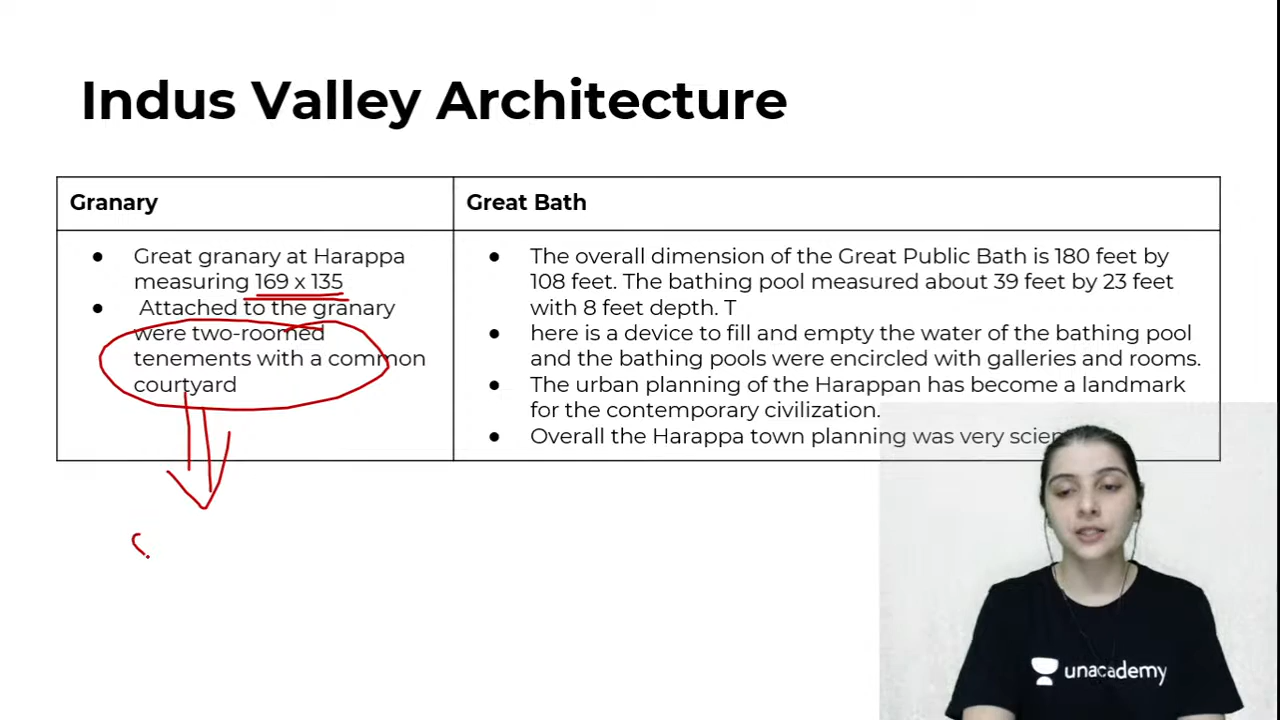 Indus Valley Architecture
Granary
Great Bath
● Great granary at Harappa
measuring 169 x 135
● Attached to the granary
were two-roomed
tenements with a common
courtyard
● The overall dimension of the Great Public Bath is 180 feet by
108 feet. The bathing pool measured about 39 feet by 23 feet
with 8 feet depth. T
● here is a device to fill and empty the water of the bathing pool
and the bathing pools were encircled with galleries and rooms.
● The urban planning of the Harappan has become a landmark
for the contemporary civilization.
● Overall the Harappa town planning was very
unacademy